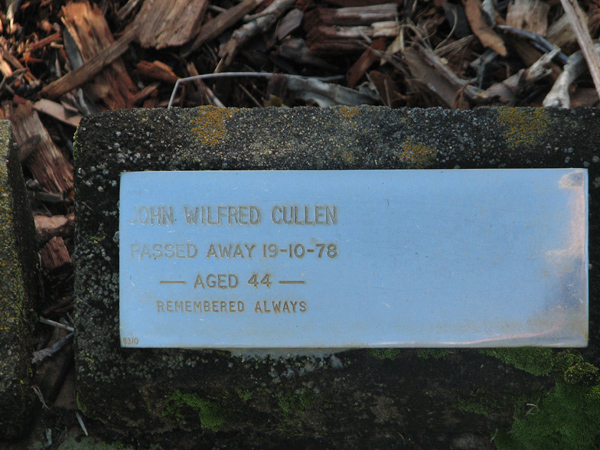 JOHN WILFRED CULLEN
PASSED AWAY 19-10-78
— AGED 44 —
REMEMBERED ALWAYS